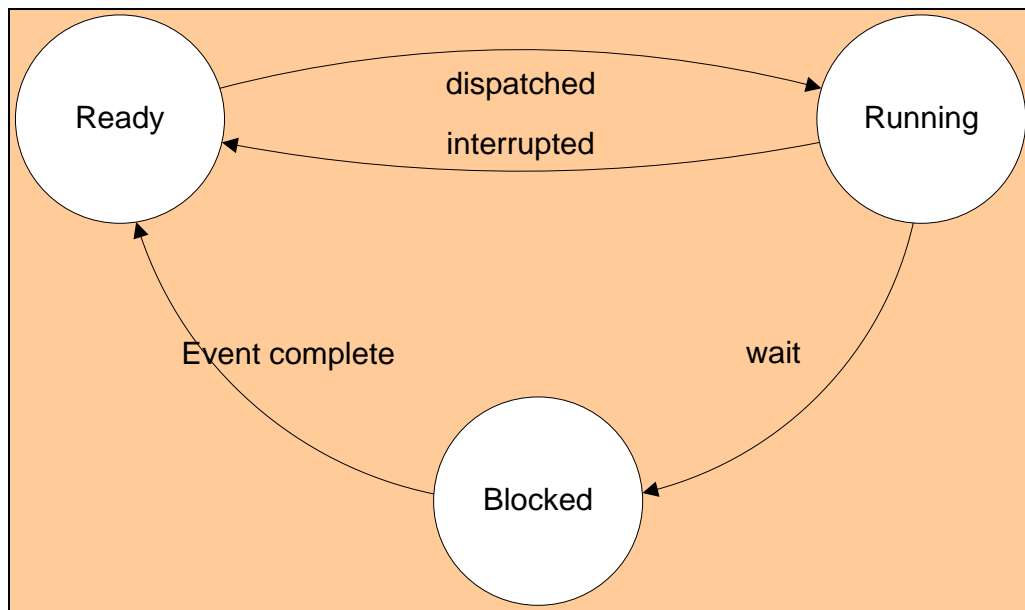 dispatched
Ready
Running
interrupted
Event complete
wait
Blocked